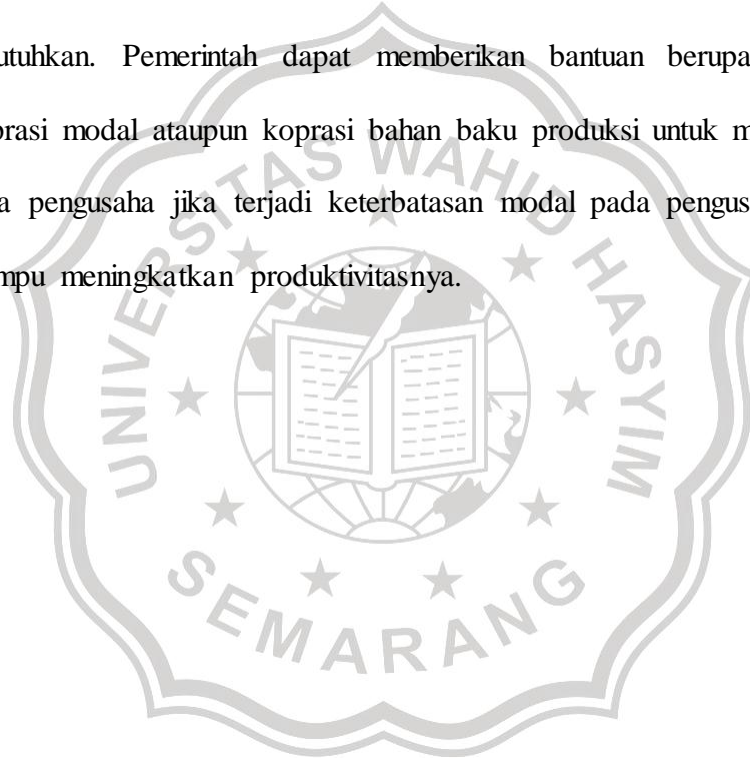 utuhkan. Pemerintah dapat memberikan bantuan berupa
prasi modal ataupun koprasi bahan baku produksi untuk m
a pengusaha jika terjadi keterbatasan modal pada pengus
mpu meningkatkan produktivitasnya.
UNIVERSITAS WAHID HASYIM
SEMARANG